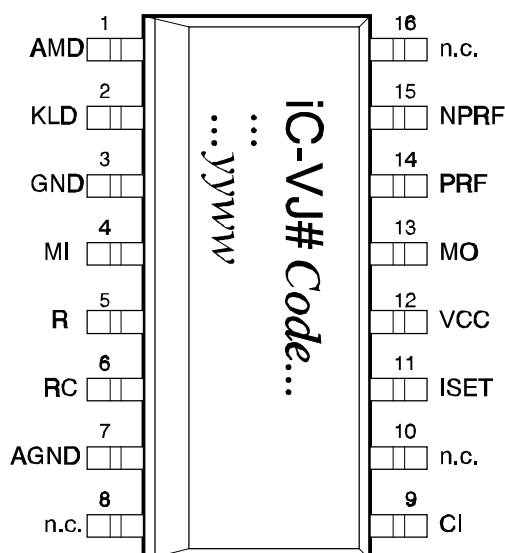 1
AMD
2
KLD
3
GND
4
MI
5
R
6
RC
7
AGND
8
n.c.
iC-VJ# Code...
...
...yyww
16
n.c.
15
NPRF
14
PRF
13
MO
12
VCC
11
ISET
10
n.c.
9
CI